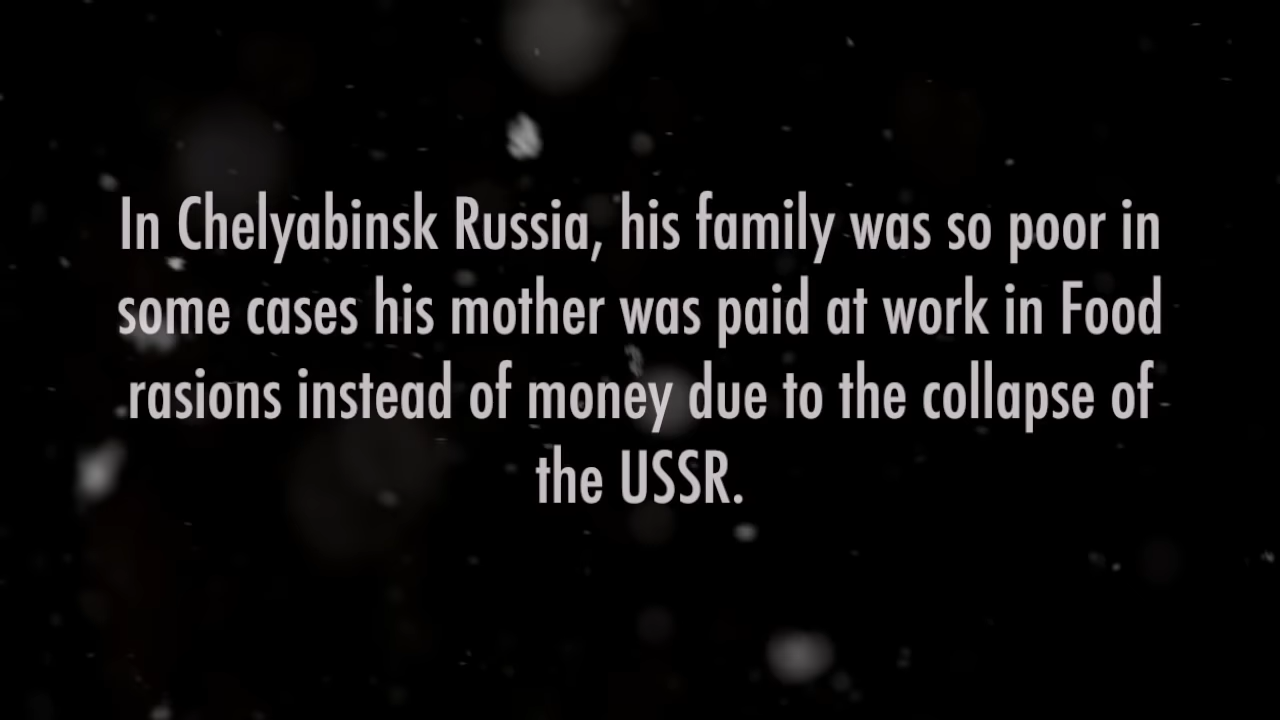 In Chelyabinsk Russia, his family was so poor in
some cases his mother was paid at work in Food
rasions instead of money due to the collapse of
the USSR.